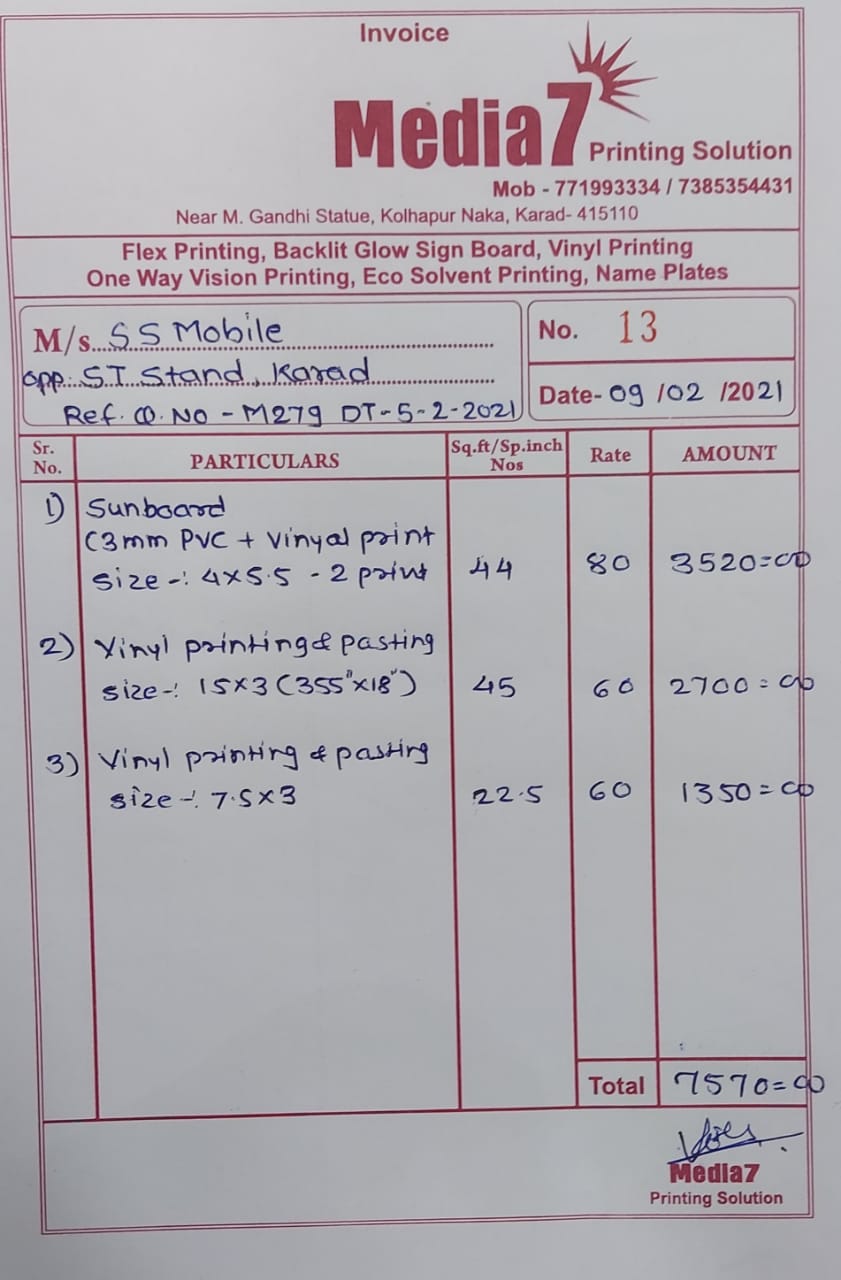 Invoice
Media7 Printing Solution
Mob - 771993334 / 7385354431
Near M. Gandhi Statue, Kolhapur Naka, Karad- 415110
Flex Printing, Backlit Glow Sign Board, Vinyl Printing
One Way Vision Printing, Eco Solvent Printing, Name Plates
M/s. SS Mobile
opp. ST Stand, Karad
Ref. Q. NO - M279 DT-5-2-2021
No. 13
Date- 09/02/2021
Sr. No. PARTICULARS Sq.ft/Sp.inch Nos Rate AMOUNT
1) Sunboard
(3mm PVC + Vinyal print
size -: 4x5.5 - 2 print 44 80 3520=00
2) Vinyl printing & pasting
size -: 15x3 (355"x18") 45 60 2700=00
3) Vinyl printing & pasting
size -: 7.5x3 22.5 60 1350=00
Total 7570=00
Media7
Printing Solution